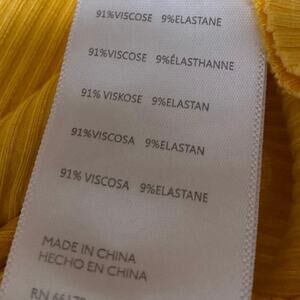 91%VISCOSE 9%ELASTANE
91%VISCOSE 9%ÉLASTHANNE
91% VISKOSE 9%ELASTAN
91%VISCOSA 9%ELASTAN
91% VISCOSA 9%ELASTANE
MADE IN CHINA
HECHO EN CHINA
RN